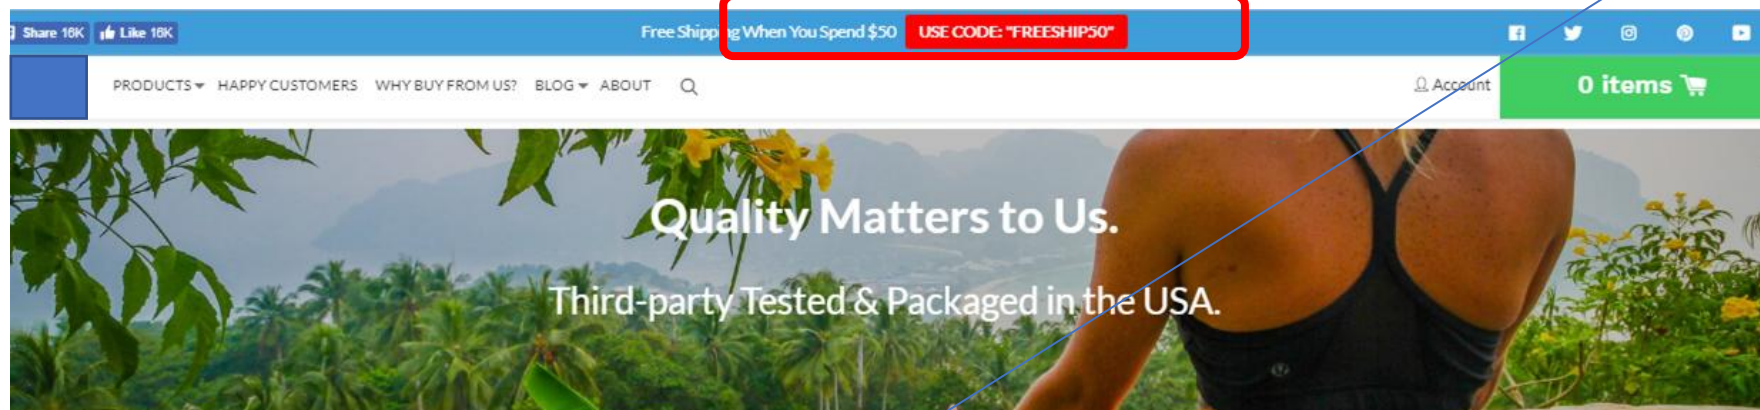 Share 16K Like 16K Free Shipping When You Spend $50 USE CODE: "FREESHIP50"
PRODUCTS HAPPY CUSTOMERS WHY BUY FROM US? BLOG ABOUT Account 0 items
Quality Matters to Us.
Third-party Tested & Packaged in the USA.